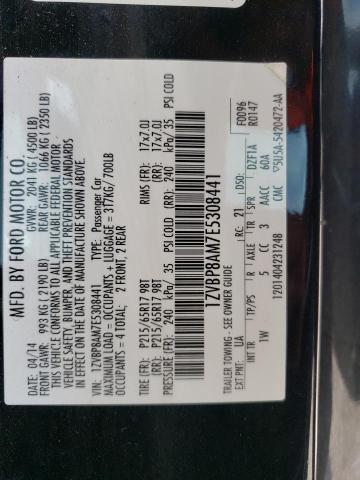 MFD. BY FORD MOTOR CO.
DATE: 04/14 GVWR: 2041 KG (4500 LB)
FRONT GAWR: 993 KG (2190 LB) REAR GAWR: 1066 KG (2350 LB)
THIS VEHICLE CONFORMS TO ALL APPLICABLE FEDERAL MOTOR
VEHICLE SAFETY, BUMPER, AND THEFT PREVENTION STANDARDS
IN EFFECT ON THE DATE OF MANUFACTURE SHOWN ABOVE.
VIN: 1ZVBP8AM7E5308441 TYPE: Passenger Car
MAXIMUM LOAD = OCCUPANTS + LUGGAGE = 317KG/ 700LB
OCCUPANTS = 4 TOTAL: 2 FRONT, 2 REAR
TIRE (FR): P215/65R17 98T RIMS (FR): 17x7.0J
(RR): P215/65R17 98T (RR): 17x7.0J
PRESSURE (FR): 240 kPa/ 35 PSI COLD (RR): 240 kPa/ 35 PSI COLD
1ZVBP8AM7E5308441
F0096
R0147
TRAILER TOWING - SEE OWNER GUIDE
EXT PNT: UA RC: 21 DSO: DZF1A
INT TR TP/PS R AXLE TR SPR
1W 5 CC 3 AACC 60A
1201404231248 CMC 5U5A-5420472-AA